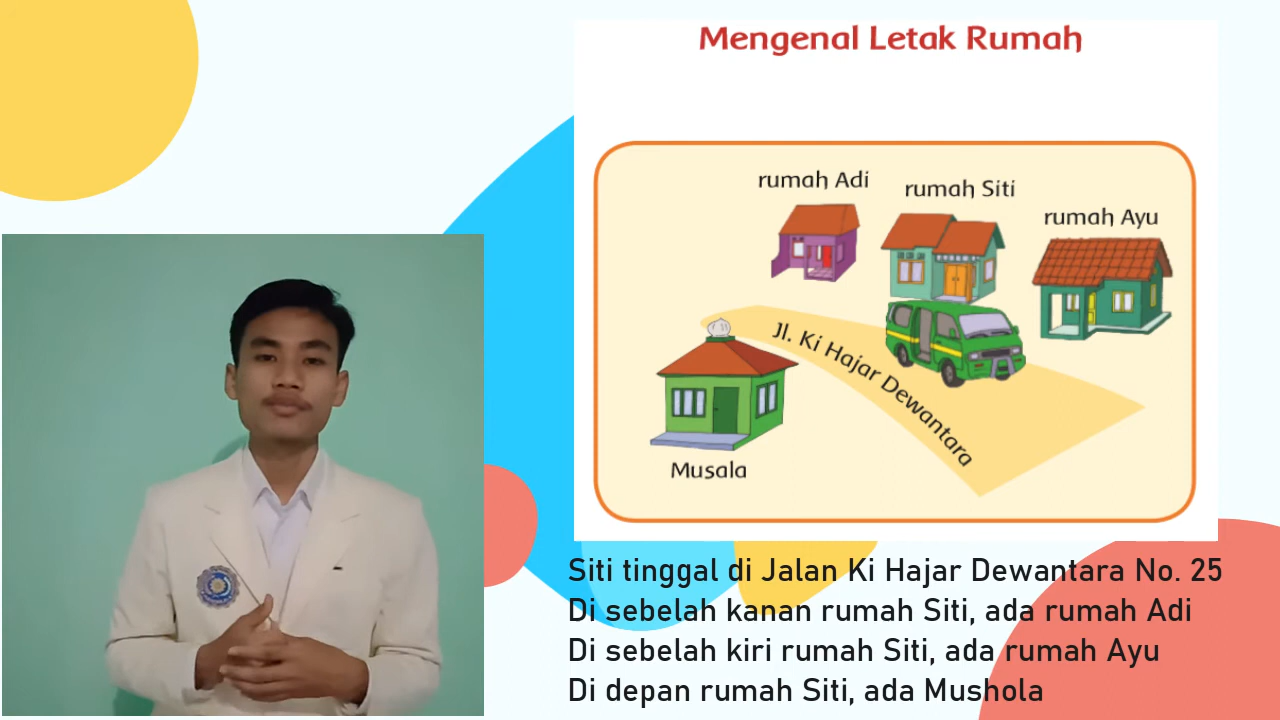 Mengenal Letak Rumah
rumah Adi
rumah Siti
rumah Ayu
Jl. Ki Hajar Dewantara
Musala
Siti tinggal di Jalan Ki Hajar Dewantara No. 25
Di sebelah kanan rumah Siti, ada rumah Adi
Di sebelah kiri rumah Siti, ada rumah Ayu
Di depan rumah Siti, ada Mushola